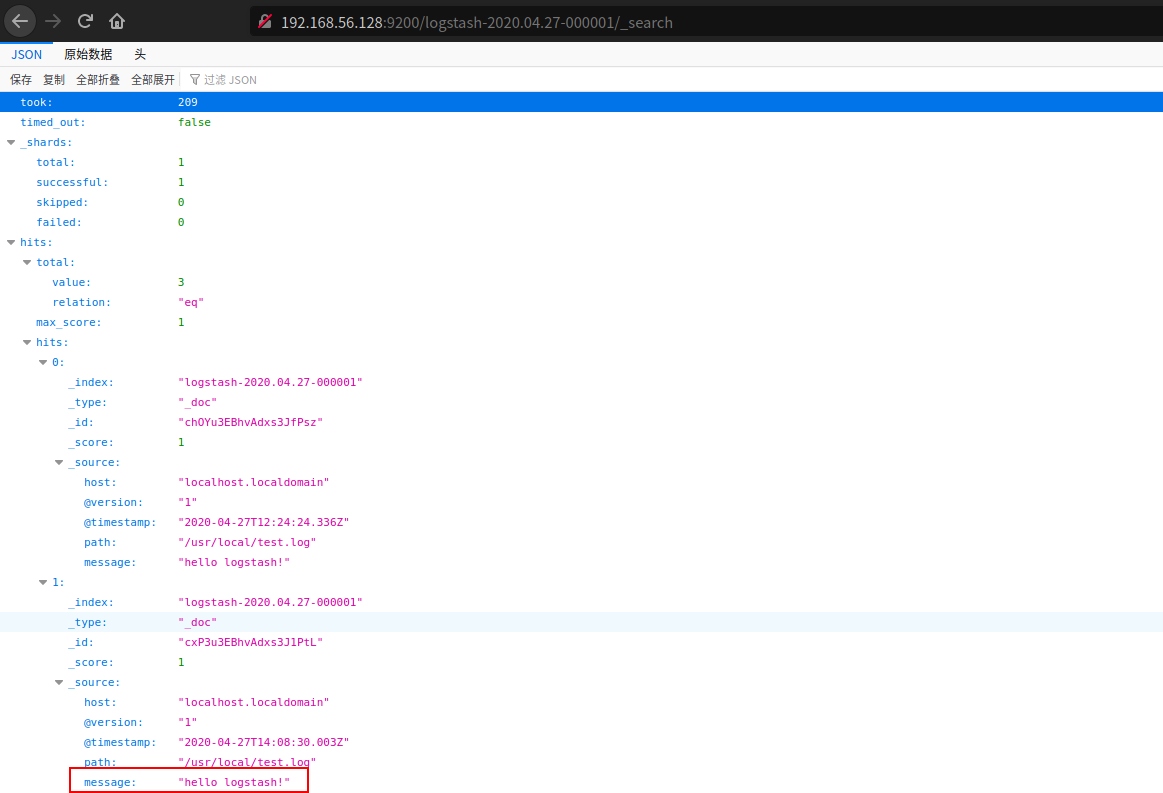 192.168.56.128:9200/logstash-2020.04.27-000001/_search
JSON 原始数据 头
保存 复制 全部折叠 全部展开 过滤 JSON
took: 209
timed_out: false
_shards:
total: 1
successful: 1
skipped: 0
failed: 0
hits:
total:
value: 3
relation: "eq"
max_score: 1
hits:
0:
_index: "logstash-2020.04.27-000001"
_type: "_doc"
_id: "chOYu3EBhvAdxs3JfPsz"
_score: 1
_source:
host: "localhost.localdomain"
@version: "1"
@timestamp: "2020-04-27T12:24:24.336Z"
path: "/usr/local/test.log"
message: "hello logstash!"
1:
_index: "logstash-2020.04.27-000001"
_type: "_doc"
_id: "cxP3u3EBhvAdxs3J1PtL"
_score: 1
_source:
host: "localhost.localdomain"
@version: "1"
@timestamp: "2020-04-27T14:08:30.003Z"
path: "/usr/local/test.log"
message: "hello logstash!"